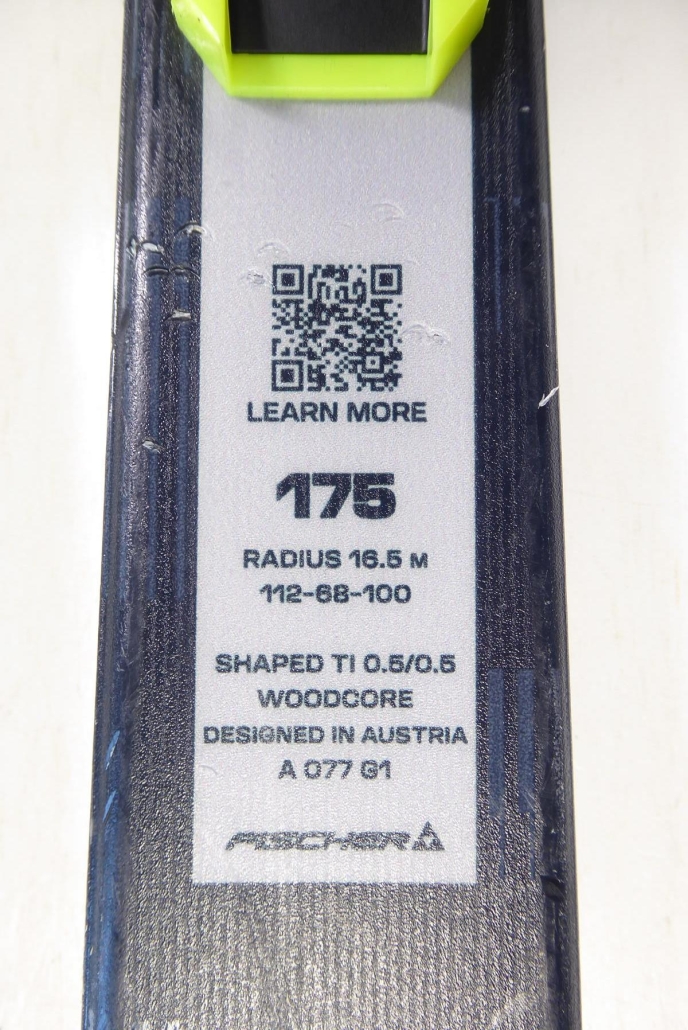 LEARN MORE
175
RADIUS 16.5 M
112-68-100
SHAPED TI 0.5/0.5
WOODCORE
DESIGNED IN AUSTRIA
A 077 G1
FISCHER